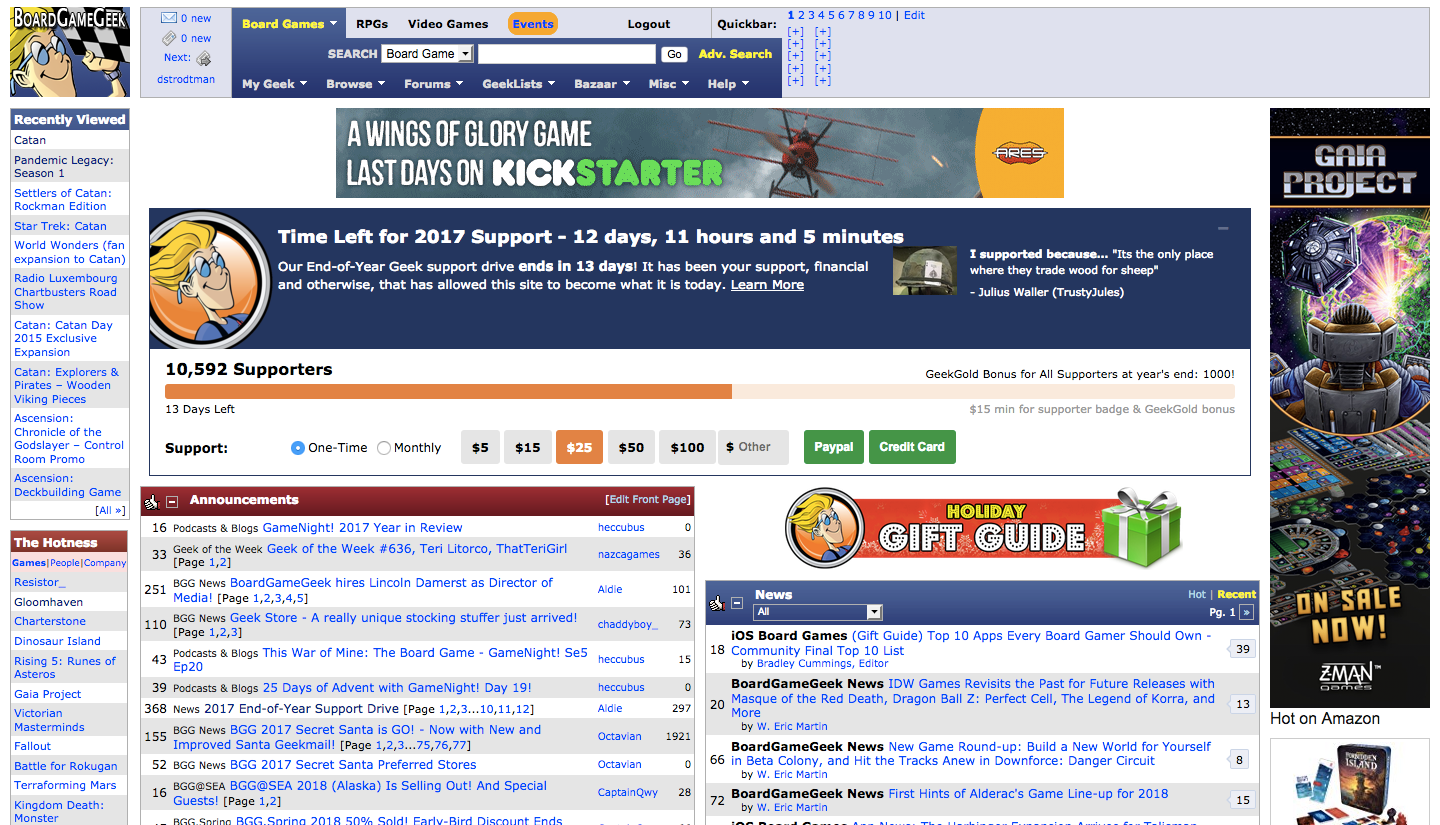 BOARDGAMEGEEK
0 new
0 new
Next:
dstrodtman
Board Games
RPGs
Video Games
Events
Logout
SEARCH
Board Game
Go
Adv. Search
My Geek
Browse
Forums
GeekLists
Bazaar
Misc
Help
Quickbar:
1 2 3 4 5 6 7 8 9 10 | Edit
[+] [+]
[+] [+]
[+] [+]
[+] [+]
[+] [+]
Recently Viewed
Catan
Pandemic Legacy:
Season 1
Settlers of Catan:
Rockman Edition
Star Trek: Catan
World Wonders (fan
expansion to Catan)
Radio Luxembourg
Chartbusters Road
Show
Catan: Catan Day
2015 Exclusive
Expansion
Catan: Explorers &
Pirates – Wooden
Viking Pieces
Ascension:
Chronicle of the
Godslayer – Control
Room Promo
Ascension:
Deckbuilding Game
[All »]
The Hotness
Games|People|Company
Resistor_
Gloomhaven
Charterstone
Dinosaur Island
Rising 5: Runes of
Asteros
Gaia Project
Victorian
Masterminds
Fallout
Battle for Rokugan
Terraforming Mars
Kingdom Death:
Monster
A WINGS OF GLORY GAME
LAST DAYS ON KICKSTARTER
ARES
Time Left for 2017 Support - 12 days, 11 hours and 5 minutes
Our End-of-Year Geek support drive ends in 13 days! It has been your support, financial
and otherwise, that has allowed this site to become what it is today. Learn More
I supported because... "Its the only place
where they trade wood for sheep"
- Julius Waller (TrustyJules)
10,592 Supporters
GeekGold Bonus for All Supporters at year's end: 1000!
13 Days Left
$15 min for supporter badge & GeekGold bonus
Support:
One-Time
Monthly
$5
$15
$25
$50
$100
$ Other
Paypal
Credit Card
Announcements
[Edit Front Page]
16 Podcasts & Blogs GameNight! 2017 Year in Review heccubus 0
33 Geek of the Week Geek of the Week #636, Teri Litorco, ThatTeriGirl nazcagames 36
[Page 1,2]
251 BGG News BoardGameGeek hires Lincoln Damerst as Director of Aldie 101
Media! [Page 1,2,3,4,5]
110 BGG News Geek Store - A really unique stocking stuffer just arrived! chaddyboy_ 73
[Page 1,2,3]
43 Podcasts & Blogs This War of Mine: The Board Game - GameNight! Se5 heccubus 15
Ep20
39 Podcasts & Blogs 25 Days of Advent with GameNight! Day 19! heccubus 0
368 News 2017 End-of-Year Support Drive [Page 1,2,3...10,11,12] Aldie 297
155 BGG News BGG 2017 Secret Santa is GO! - Now with New and Octavian 1921
Improved Santa Geekmail! [Page 1,2,3...75,76,77]
52 BGG News BGG 2017 Secret Santa Preferred Stores Octavian 0
16 BGG@SEA BGG@SEA 2018 (Alaska) Is Selling Out! And Special CaptainQwy 28
Guests! [Page 1,2]
BGG.Spring BGG.Spring 2018 50% Sold! Early-Bird Discount Ends
HOLIDAY
GIFT GUIDE
News
Hot | Recent
All
Pg. 1 »
18 iOS Board Games (Gift Guide) Top 10 Apps Every Board Gamer Should Own - 39
Community Final Top 10 List
by Bradley Cummings, Editor
20 BoardGameGeek News IDW Games Revisits the Past for Future Releases with 13
Masque of the Red Death, Dragon Ball Z: Perfect Cell, The Legend of Korra, and
More
by W. Eric Martin
66 BoardGameGeek News New Game Round-up: Build a New World for Yourself 8
in Beta Colony, and Hit the Tracks Anew in Downforce: Danger Circuit
by W. Eric Martin
72 BoardGameGeek News First Hints of Alderac's Game Line-up for 2018 15
by W. Eric Martin
iOS Board Games App News: The Harbinger Expansion Arrives for Talisman
GAIA
PROJECT
ON SALE
NOW!
Z-MAN™
games
Hot on Amazon
FORBIDDEN
ISLAND